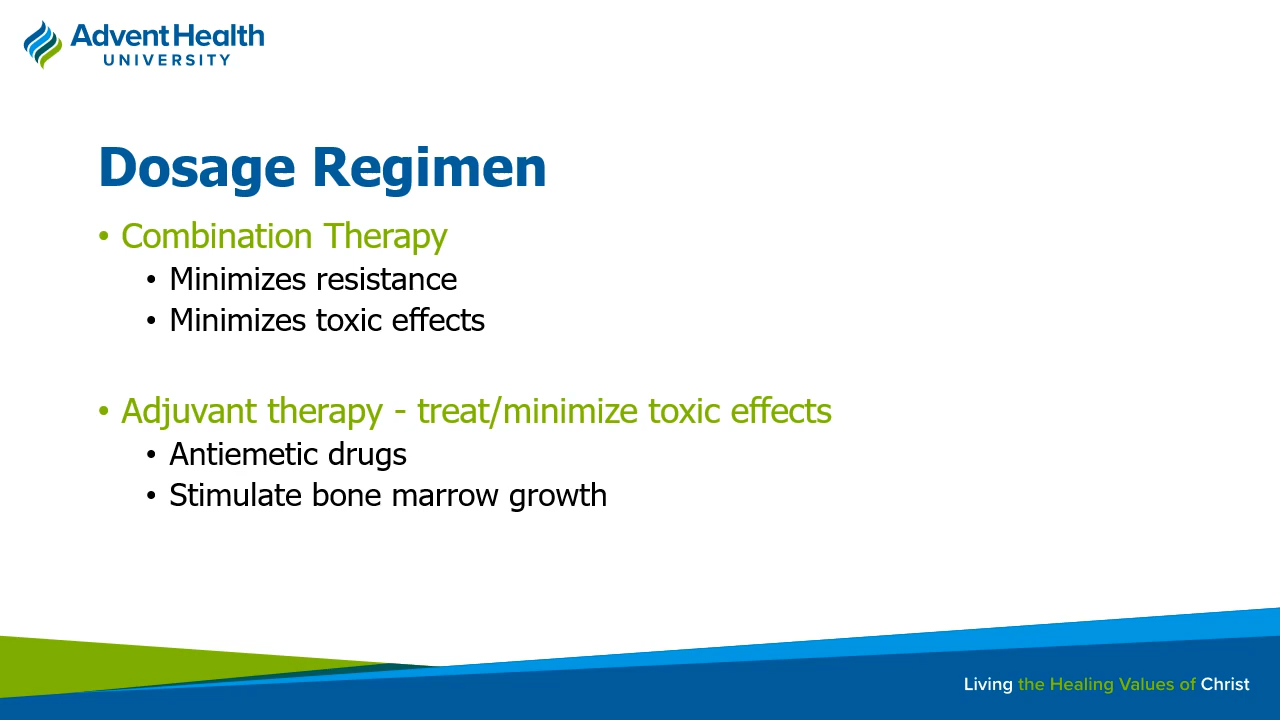 AdventHealth
UNIVERSITY
Dosage Regimen
• Combination Therapy
• Minimizes resistance
• Minimizes toxic effects
• Adjuvant therapy - treat/minimize toxic effects
• Antiemetic drugs
• Stimulate bone marrow growth
Living the Healing Values of Christ